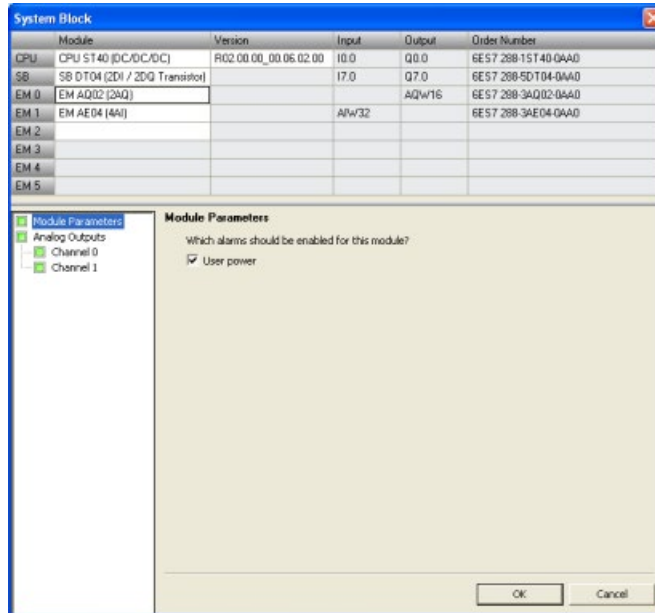 System Block
Module Version Input Output Order Number
CPU CPU ST40 (DC/DC/DC) R02.00.00_00.06.02.00 I0.0 Q0.0 6ES7 288-1ST40-0AA0
SB SB DT04 (2DI / 2DQ Transistor) I7.0 Q7.0 6ES7 288-5DT04-0AA0
EM 0 EM AQ02 (2AQ) AQW16 6ES7 288-3AQ02-0AA0
EM 1 EM AE04 (4AI) AIW32 6ES7 288-3AE04-0AA0
EM 2
EM 3
EM 4
EM 5
Module Parameters
Analog Outputs
Channel 0
Channel 1
Module Parameters
Which alarms should be enabled for this module?
User power
OK Cancel